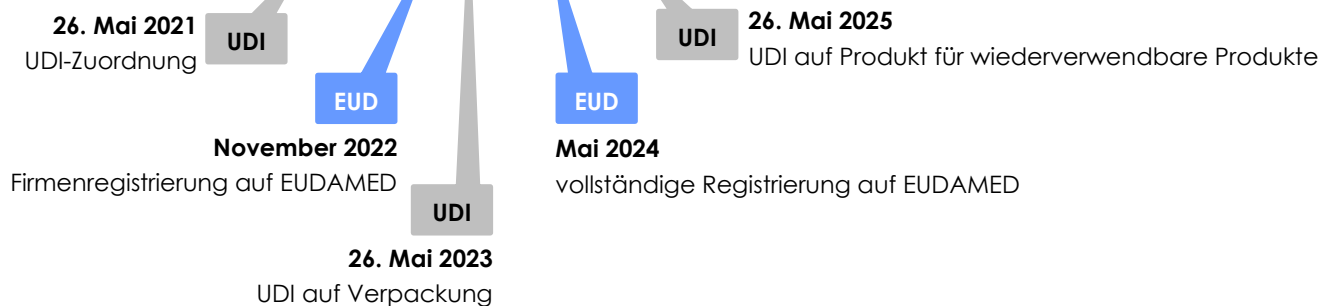 26. Mai 2021
UDI-Zuordnung
UDI
EUD
November 2022
Firmenregistrierung auf EUDAMED
UDI
26. Mai 2023
UDI auf Verpackung
EUD
Mai 2024
vollständige Registrierung auf EUDAMED
UDI
26. Mai 2025
UDI auf Produkt für wiederverwendbare Produkte